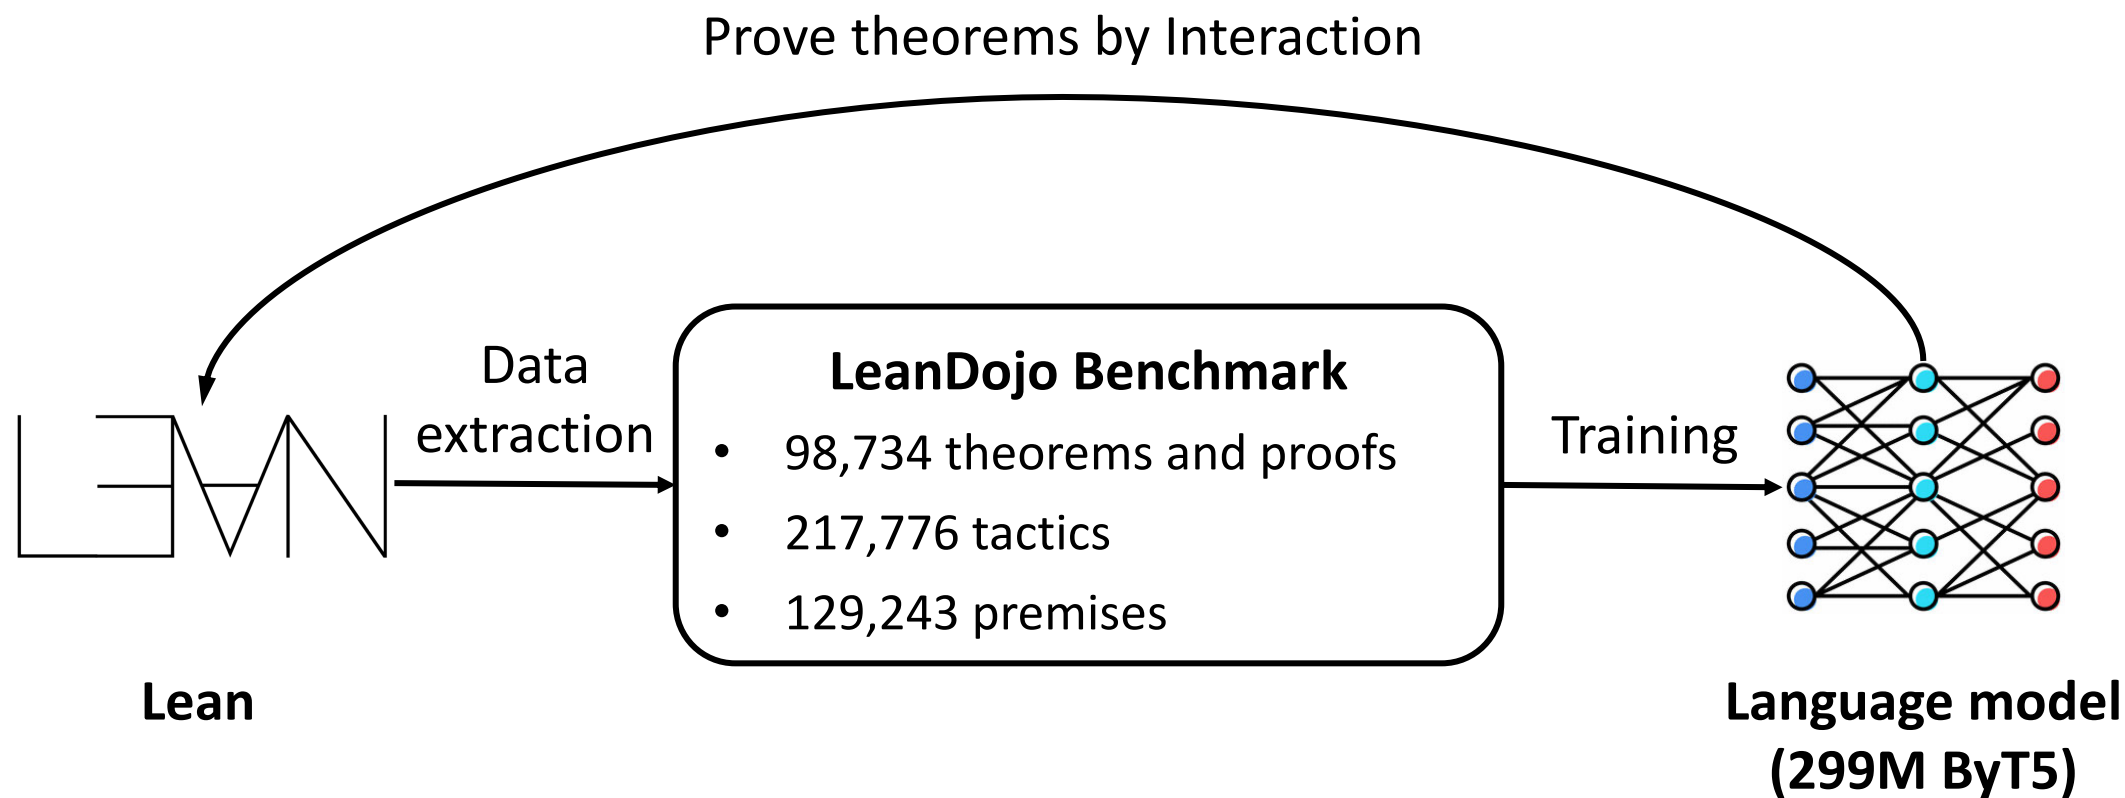 Prove theorems by Interaction
Data
extraction
LEAN
Lean
LeanDojo Benchmark
• 98,734 theorems and proofs
• 217,776 tactics
• 129,243 premises
Training
Language model
(299M ByT5)